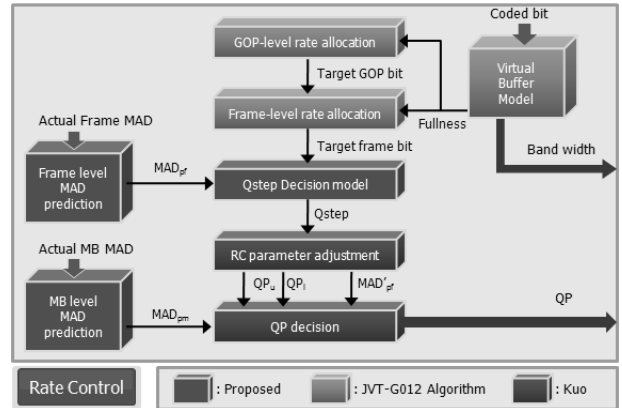 Coded bit
GOP-level rate allocation
Virtual
Buffer
Model
Target GOP bit
Actual Frame MAD
Frame-level rate allocation
Fullness
Target frame bit
Band width
Frame level
MAD
prediction
MADpf
Qstep Decision model
Qstep
Actual MB MAD
RC parameter adjustment
QPu QPl MAD'pf
MB level
MAD
prediction
MADpm
QP decision
QP
Rate Control
: Proposed : JVT-G012 Algorithm : Kuo